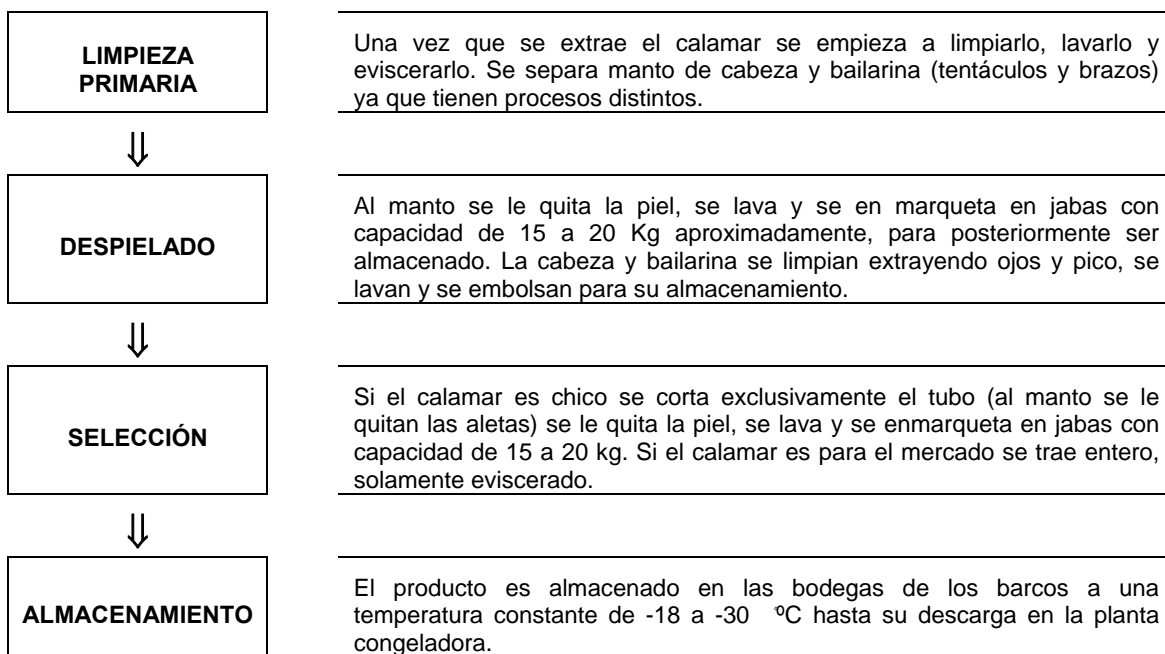 LIMPIEZA
PRIMARIA
Una vez que se extrae el calamar se empieza a limpiarlo, lavarlo y
eviscerarlo. Se separa manto de cabeza y bailarina (tentáculos y brazos)
ya que tienen procesos distintos.
⇓
DESPIELADO
Al manto se le quita la piel, se lava y se en marqueta en jabas con
capacidad de 15 a 20 Kg aproximadamente, para posteriormente ser
almacenado. La cabeza y bailarina se limpian extrayendo ojos y pico, se
lavan y se embolsan para su almacenamiento.
⇓
SELECCIÓN
Si el calamar es chico se corta exclusivamente el tubo (al manto se le
quitan las aletas) se le quita la piel, se lava y se enmarqueta en jabas con
capacidad de 15 a 20 kg. Si el calamar es para el mercado se trae entero,
solamente eviscerado.
⇓
ALMACENAMIENTO
El producto es almacenado en las bodegas de los barcos a una
temperatura constante de -18 a -30 ºC hasta su descarga en la planta
congeladora.